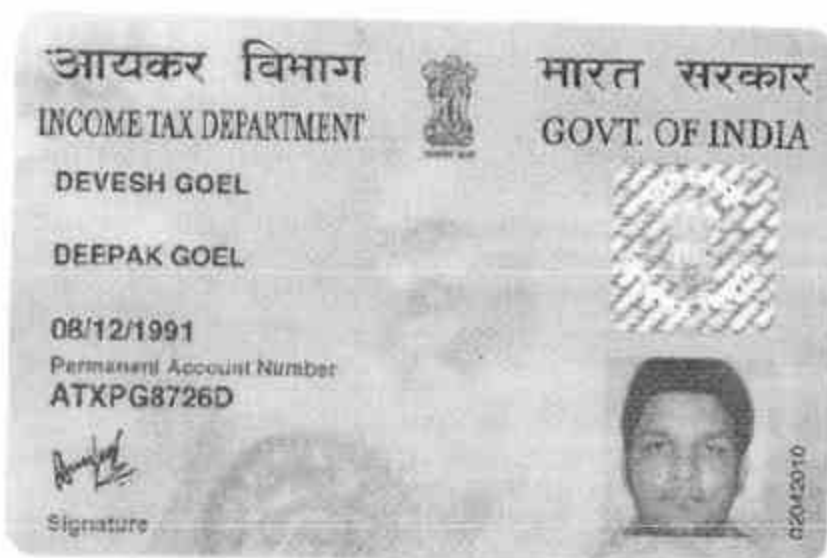 आयकर विभाग
INCOME TAX DEPARTMENT
भारत सरकार
GOVT. OF INDIA
DEVESH GOEL
DEEPAK GOEL
08/12/1991
Permanent Account Number
ATXPG8726D
Signature
02042010